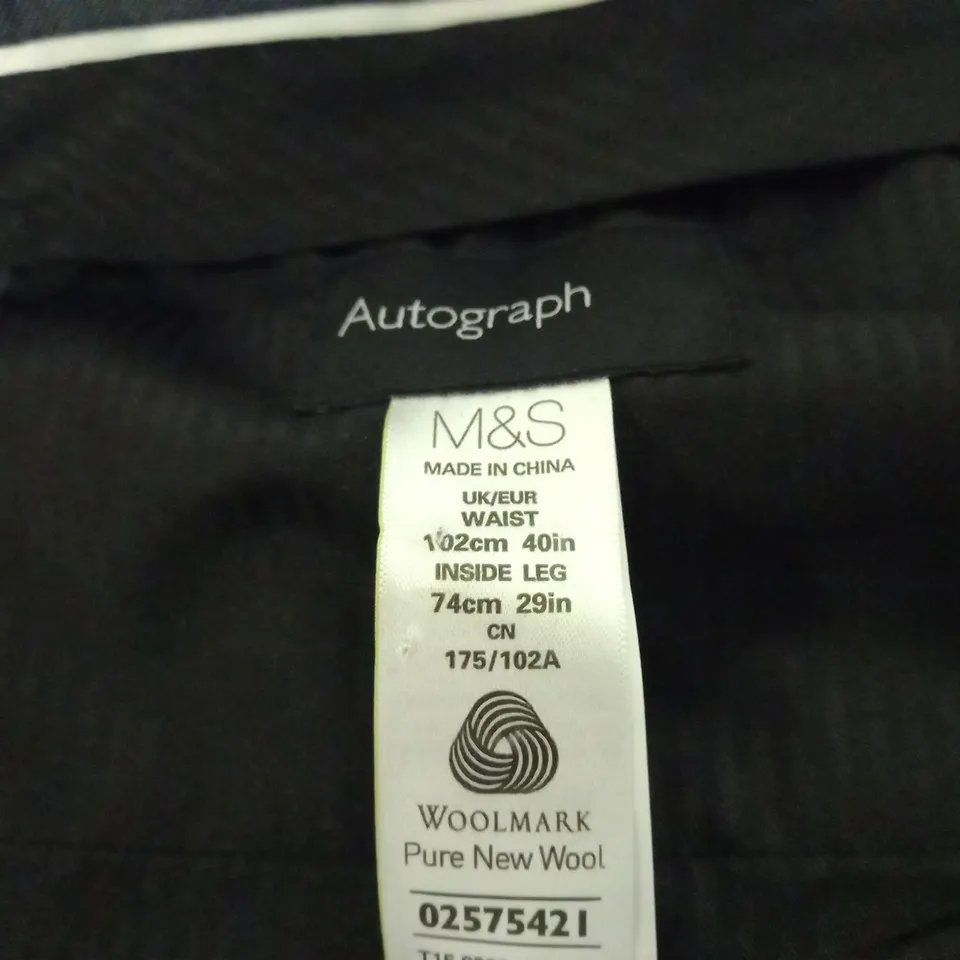 Autograph
M&S
MADE IN CHINA
UK/EUR
WAIST
102cm 40in
INSIDE LEG
74cm 29in
CN
175/102A
WOOLMARK
Pure New Wool
02575421